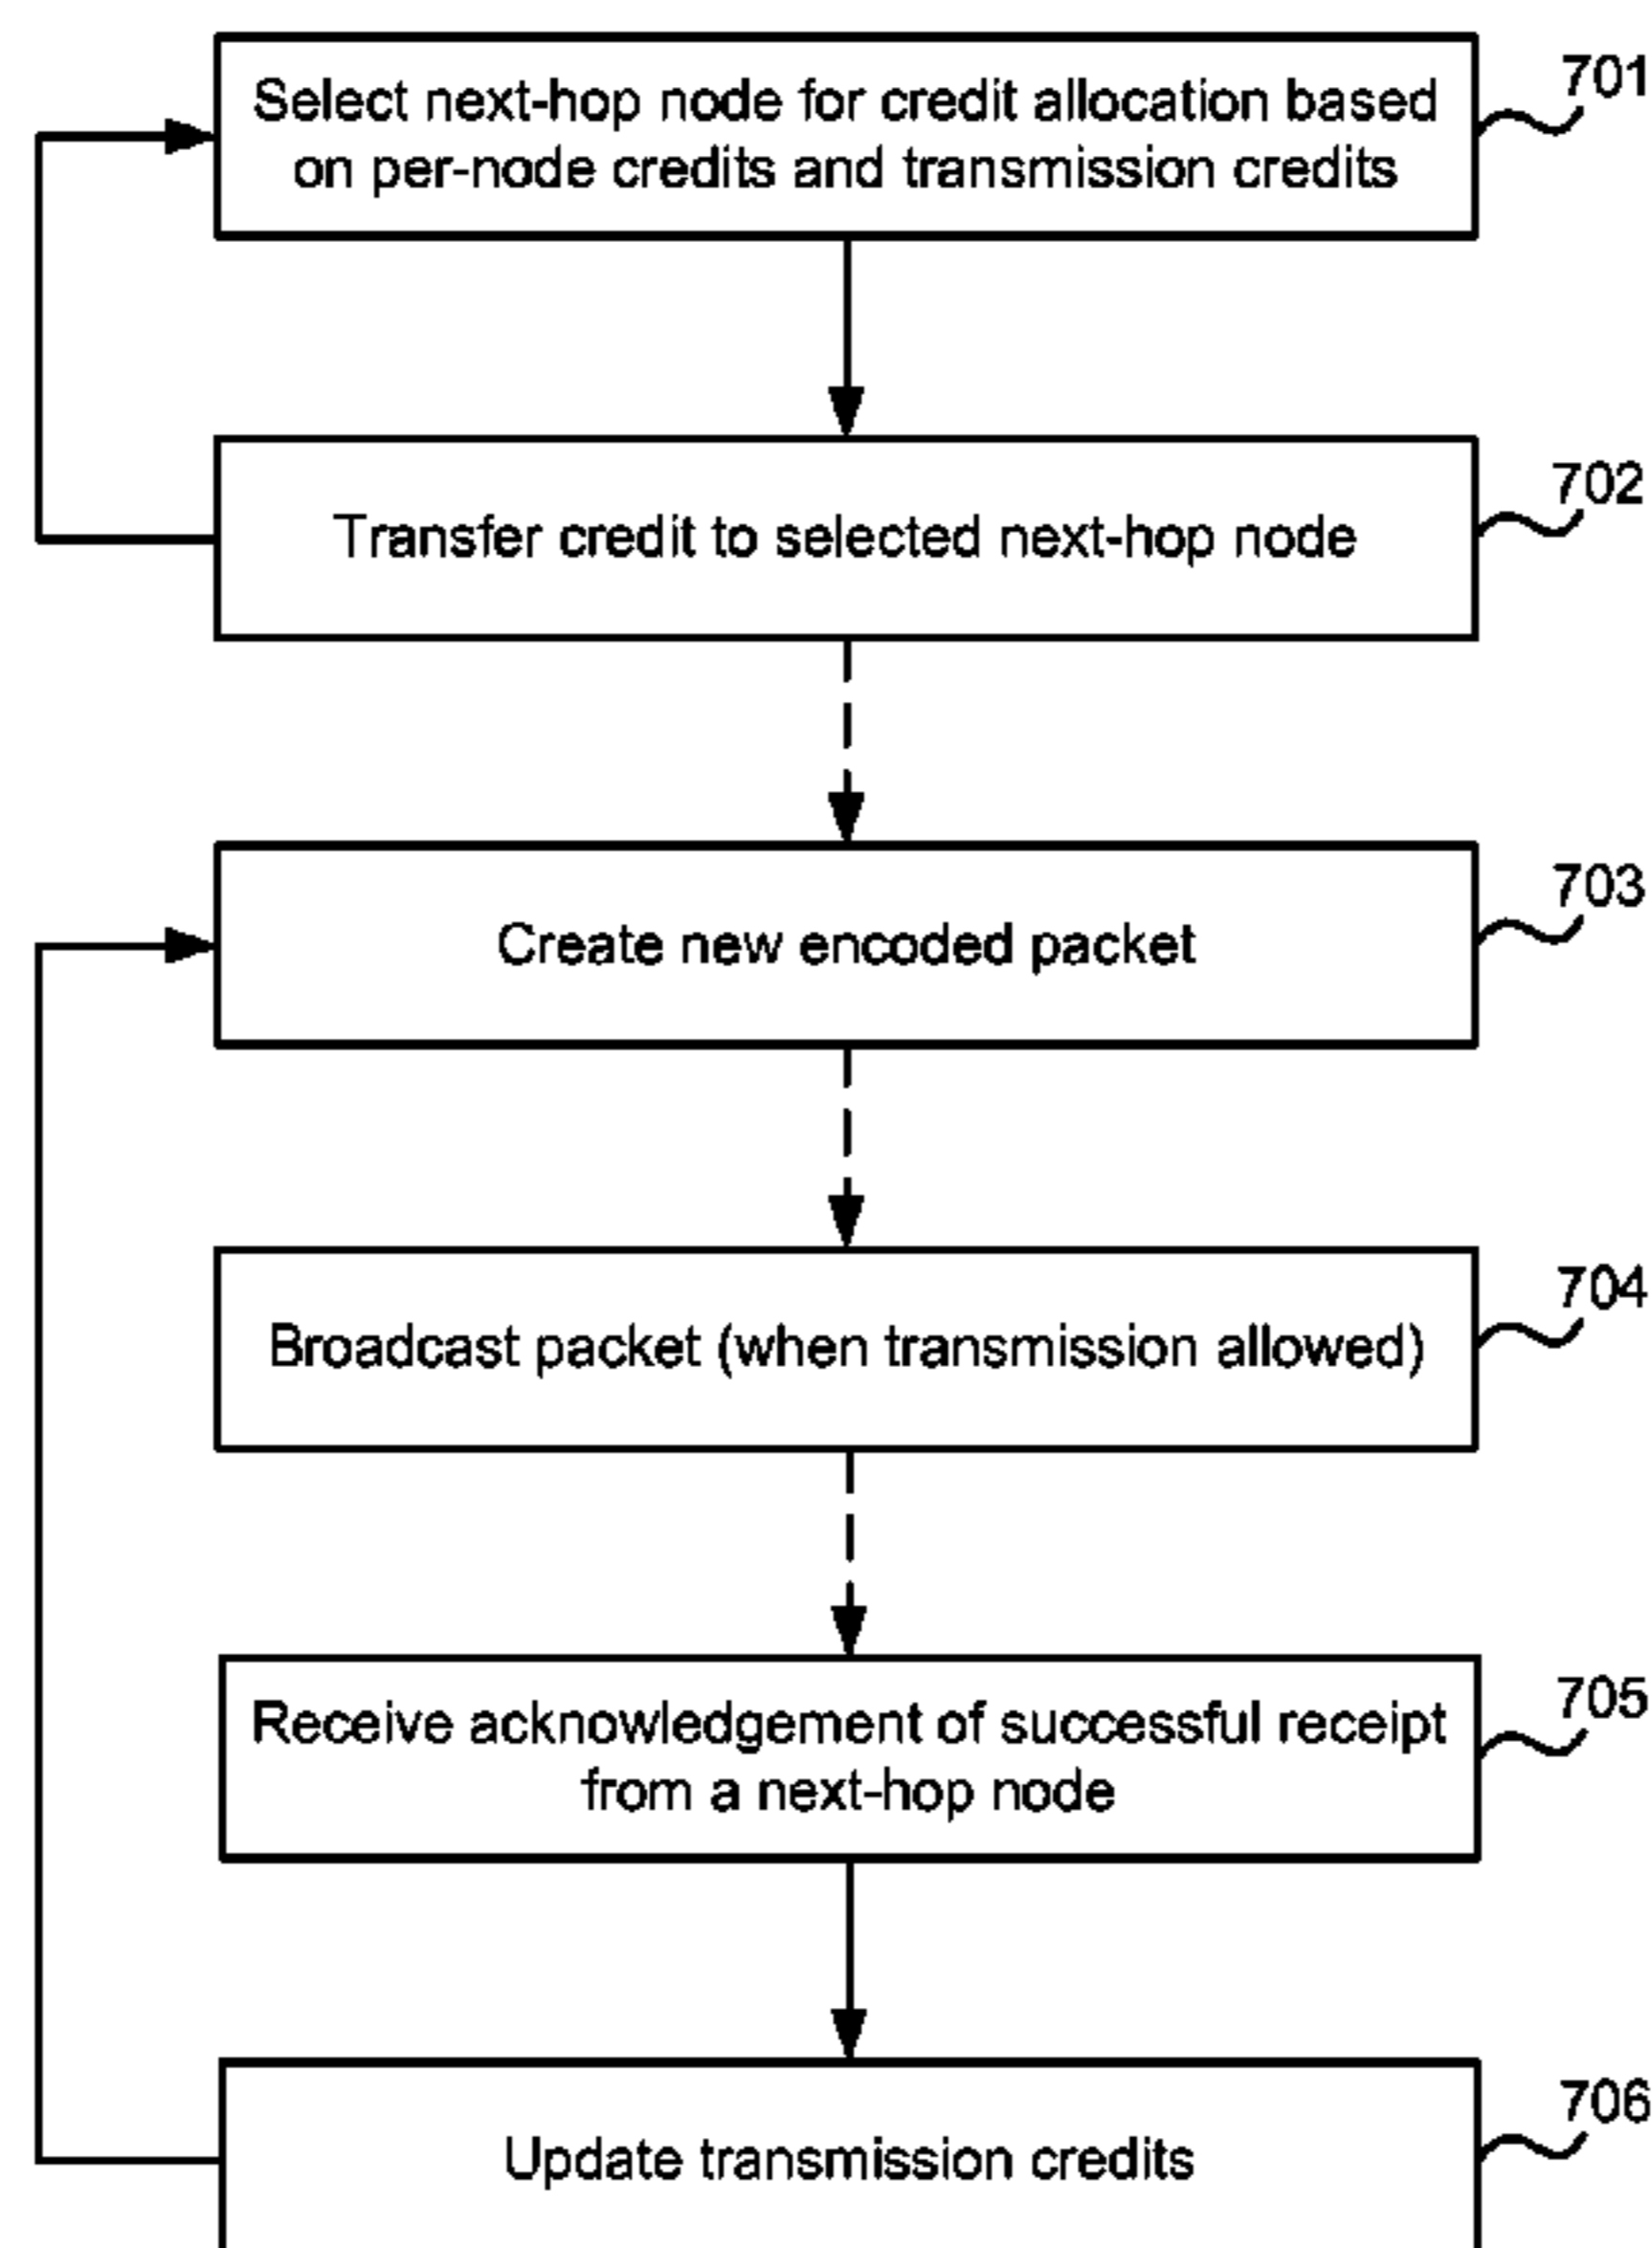 Select next-hop node for credit allocation based
on per-node credits and transmission credits
701
Transfer credit to selected next-hop node
702
Create new encoded packet
703
Broadcast packet (when transmission allowed)
704
Receive acknowledgement of successful receipt
from a next-hop node
705
Update transmission credits
706